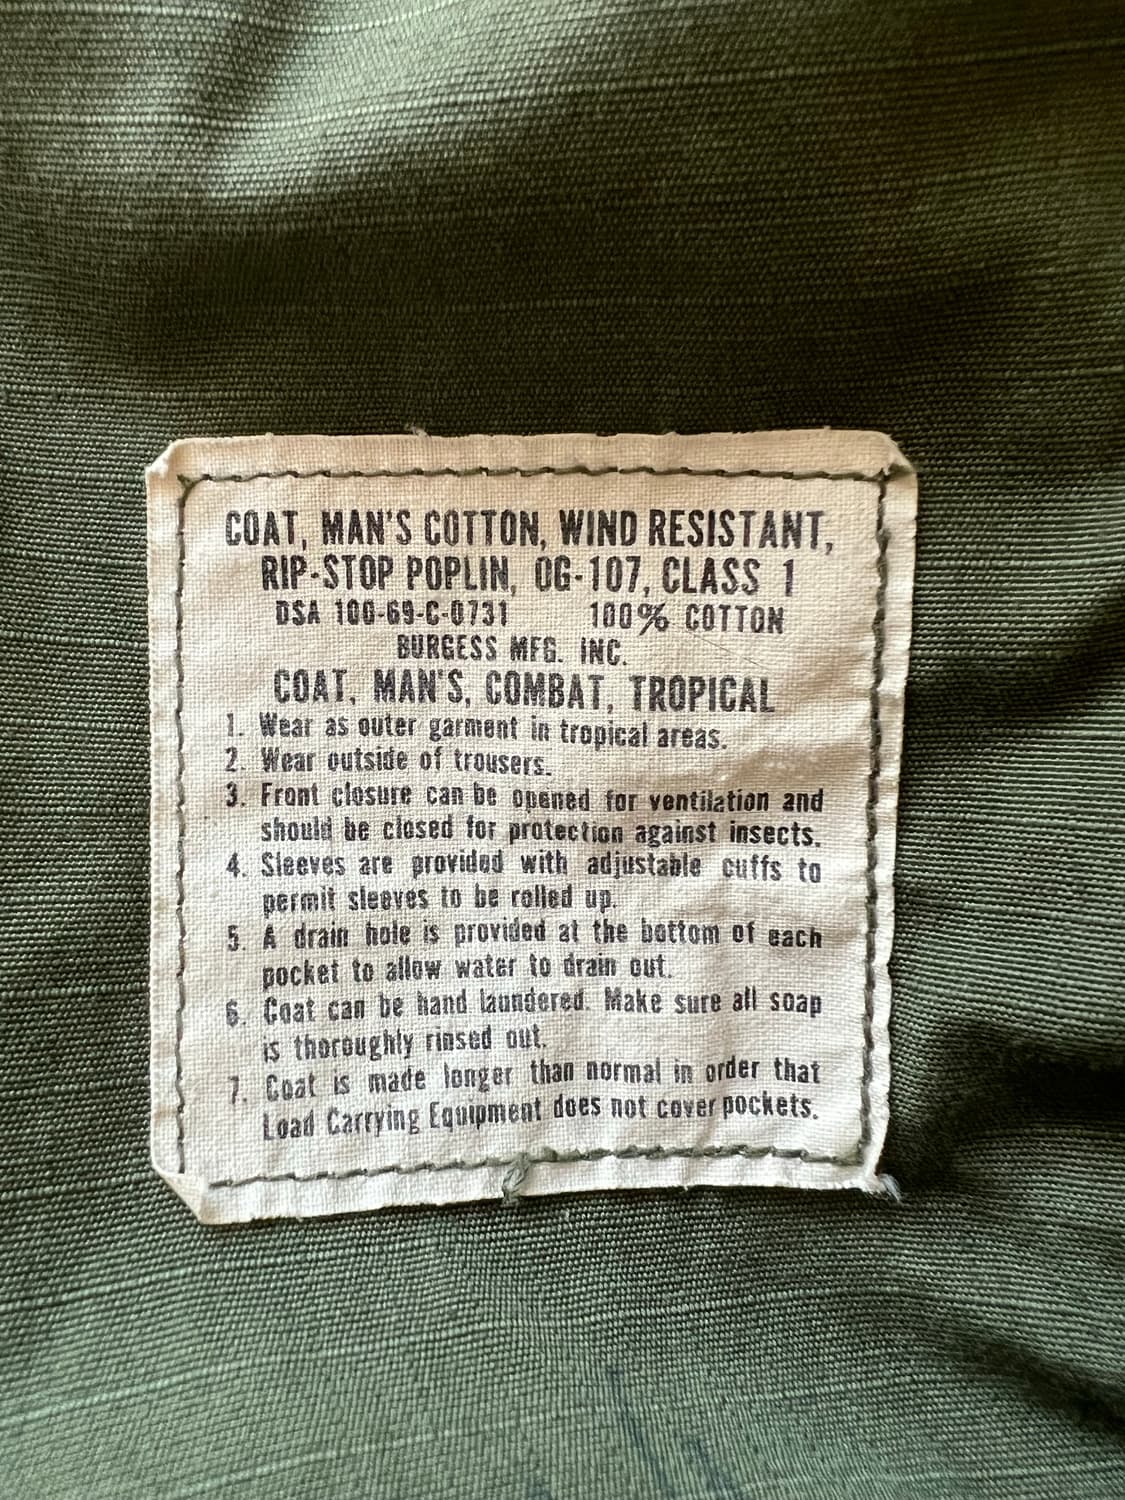 COAT, MAN'S COTTON, WIND RESISTANT,
RIP-STOP POPLIN, OG-107, CLASS 1
DSA 100-69-C-0731 100% COTTON
BURGESS MFG. INC.
COAT, MAN'S, COMBAT, TROPICAL
1. Wear as outer garment in tropical areas.
2. Wear outside of trousers.
3. Front closure can be opened for ventilation and
should be closed for protection against insects.
4. Sleeves are provided with adjustable cuffs to
permit sleeves to be rolled up.
5. A drain hole is provided at the bottom of each
pocket to allow water to drain out.
6. Coat can be hand laundered. Make sure all soap
is thoroughly rinsed out.
7. Coat is made longer than normal in order that
Load Carrying Equipment does not cover pockets.